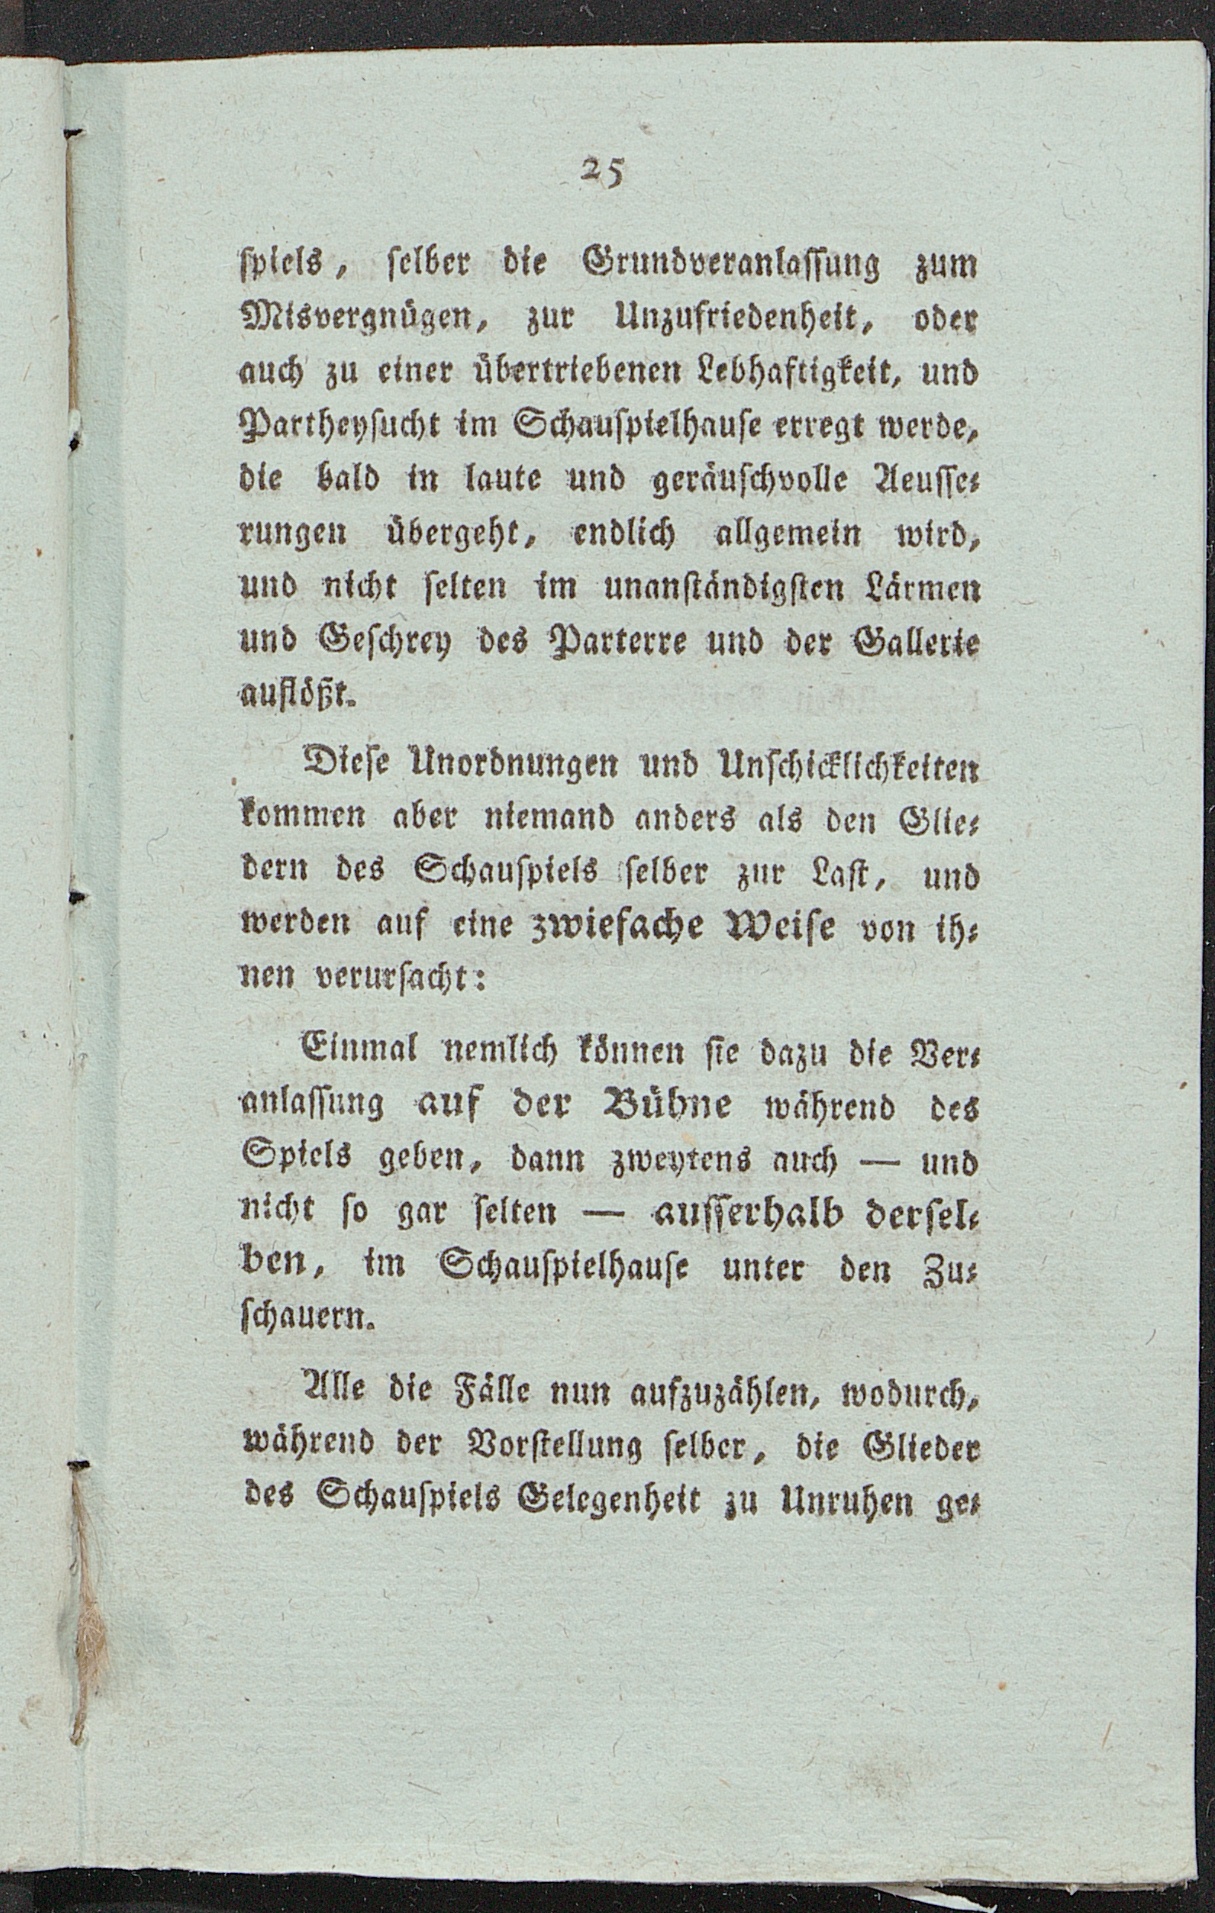 25
spiels, selber die Grundveranlassung zum
Misvergnügen, zur Unzufriedenheit, oder
auch zu einer übertriebenen Lebhaftigkeit, und
Partheysucht im Schauspielhause erregt werde,
die bald in laute und geräuschvolle Aeusse-
rungen übergeht, endlich allgemein wird,
und nicht selten im unanständigsten Lärmen
und Geschrey des Parterre und der Gallerie
auflößt.
Diese Unordnungen und Unschicklichkeiten
kommen aber niemand anders als den Glie-
dern des Schauspiels selber zur Last, und
werden auf eine zwiefache Weise von ih-
nen verursacht:
Einmal nemlich können sie dazu die Ver-
anlassung auf der Bühne während des
Spiels geben, dann zweytens auch — und
nicht so gar selten — ausserhalb dersel-
ben, im Schauspielhause unter den Zu-
schauern.
Alle die Fälle nun aufzuzählen, wodurch,
während der Vorstellung selber, die Glieder
des Schauspiels Gelegenheit zu Unruhen ge-